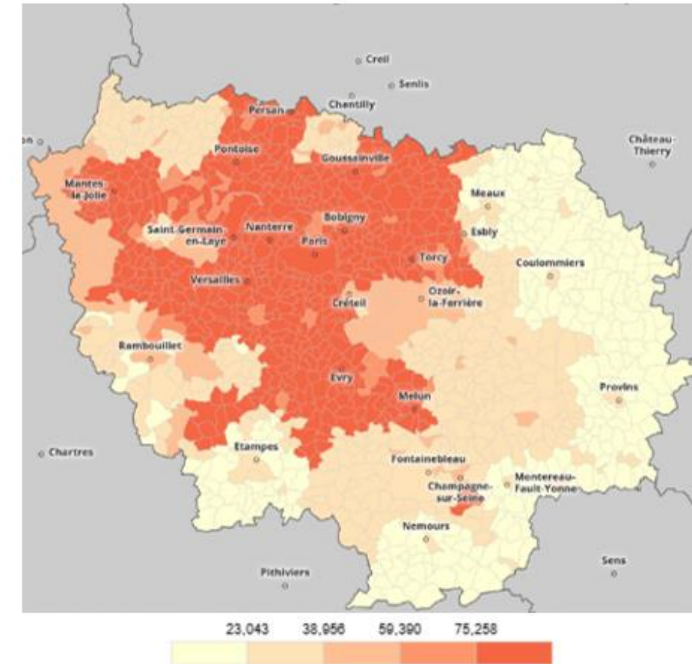 Creil
Senlis
Chantilly
Persan
on
Château-
Thierry
Pontoise
Goussainville
Mantes
-la-Jolie
Meaux
Saint-Germain
-en-Laye
Nanterre
Bobigny
Paris
Esbly
Torcy
Coulommiers
Versailles
Créteil
Ozoir-
la-Ferrière
Rambouillet
Evry
Melun
Provins
Chartres
Etampes
Fontainebleau
Champagne-
sur-Seine
Montereau-
Fault-Yonne
Nemours
Pithiviers
Sens
23,043 38,956 59,390 75,258